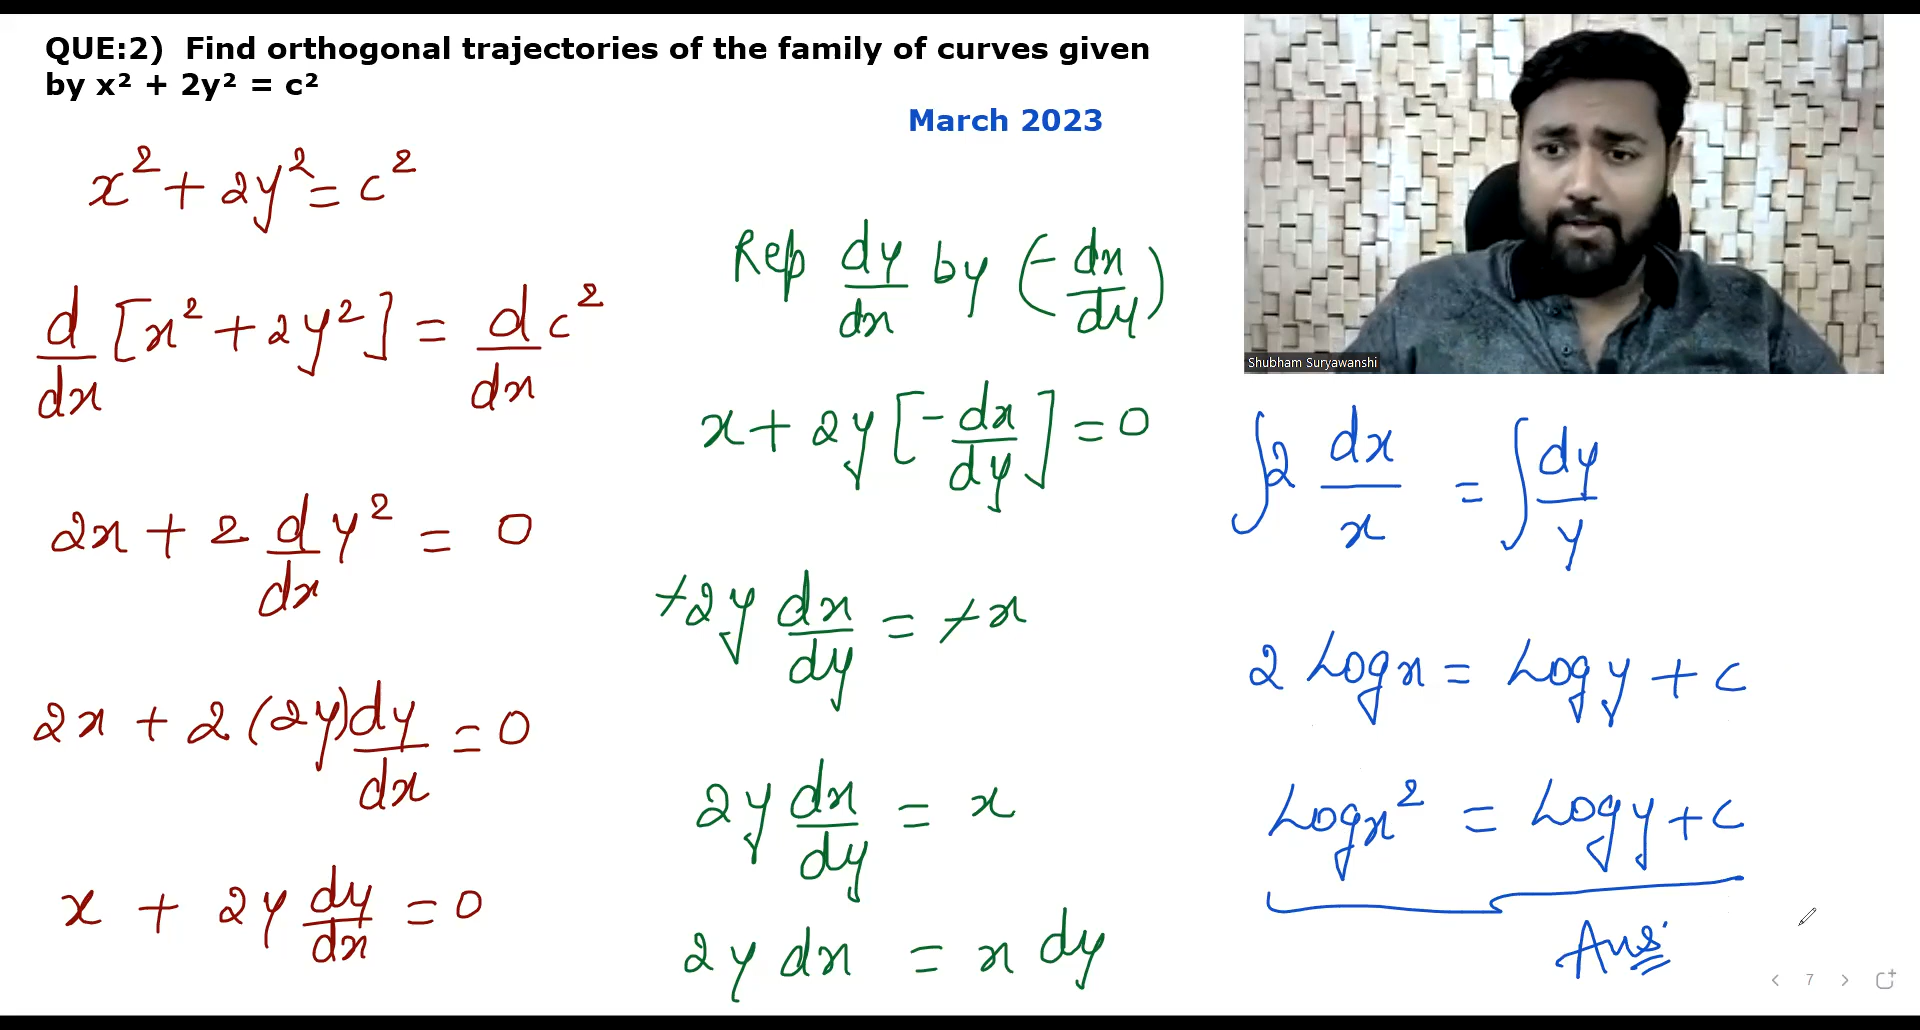 QUE:2) Find orthogonal trajectories of the family of curves given
by x² + 2y² = c²
March 2023
x² + 2y² = c²
d/dx [x² + 2y²] = d/dx c²
2x + 2 d/dx y² = 0
2x + 2 (2y) dy/dx = 0
x + 2y dy/dx = 0
Rep dy/dx by (- dx/dy)
x + 2y [- dx/dy] = 0
-2y dx/dy = -x
2y dx/dy = x
2y dx = x dy
Shubham Suryawanshi
∫2 dx/x = ∫ dy/y
2 Log x = Log y + c
Log x² = Log y + c
Ans
7